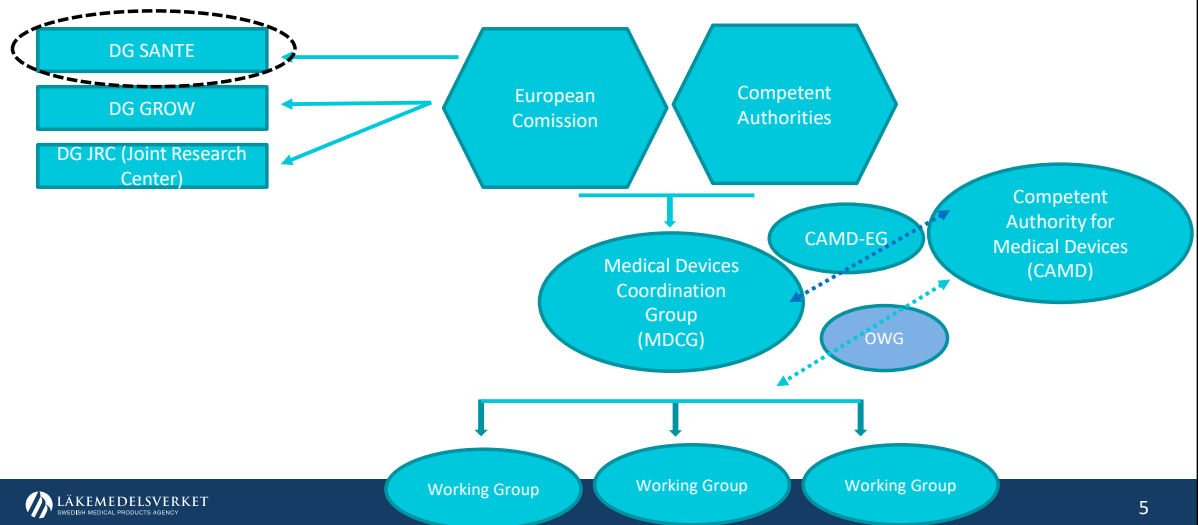 DG SANTE
DG GROW
DG JRC (Joint Research
Center)
European
Comission
Competent
Authorities
CAMD-EG
Competent
Authority for
Medical Devices
(CAMD)
Medical Devices
Coordination
Group
(MDCG)
OWG
Working Group
Working Group
Working Group
LÄKEMEDELSVERKET
SWEDISH MEDICAL PRODUCTS AGENCY
5